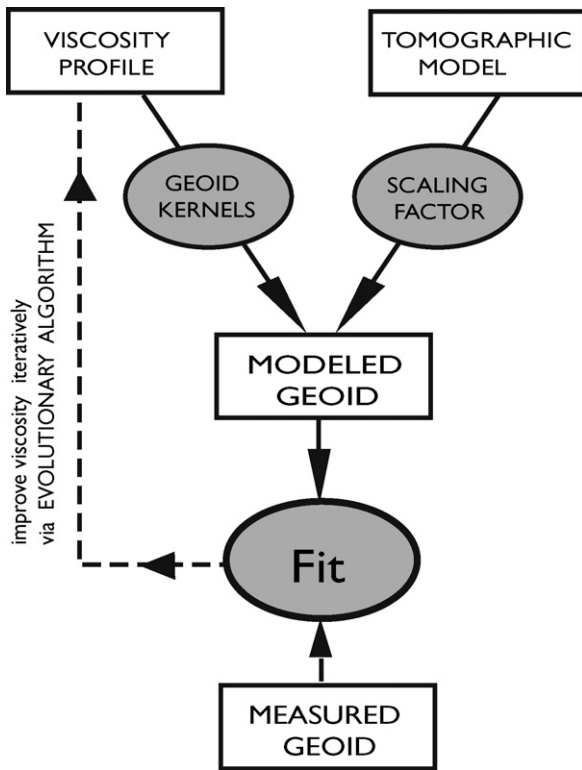 VISCOSITY
PROFILE
TOMOGRAPHIC
MODEL
GEOID
KERNELS
SCALING
FACTOR
improve viscosity iteratively
via EVOLUTIONARY ALGORITHM
MODELED
GEOID
Fit
MEASURED
GEOID